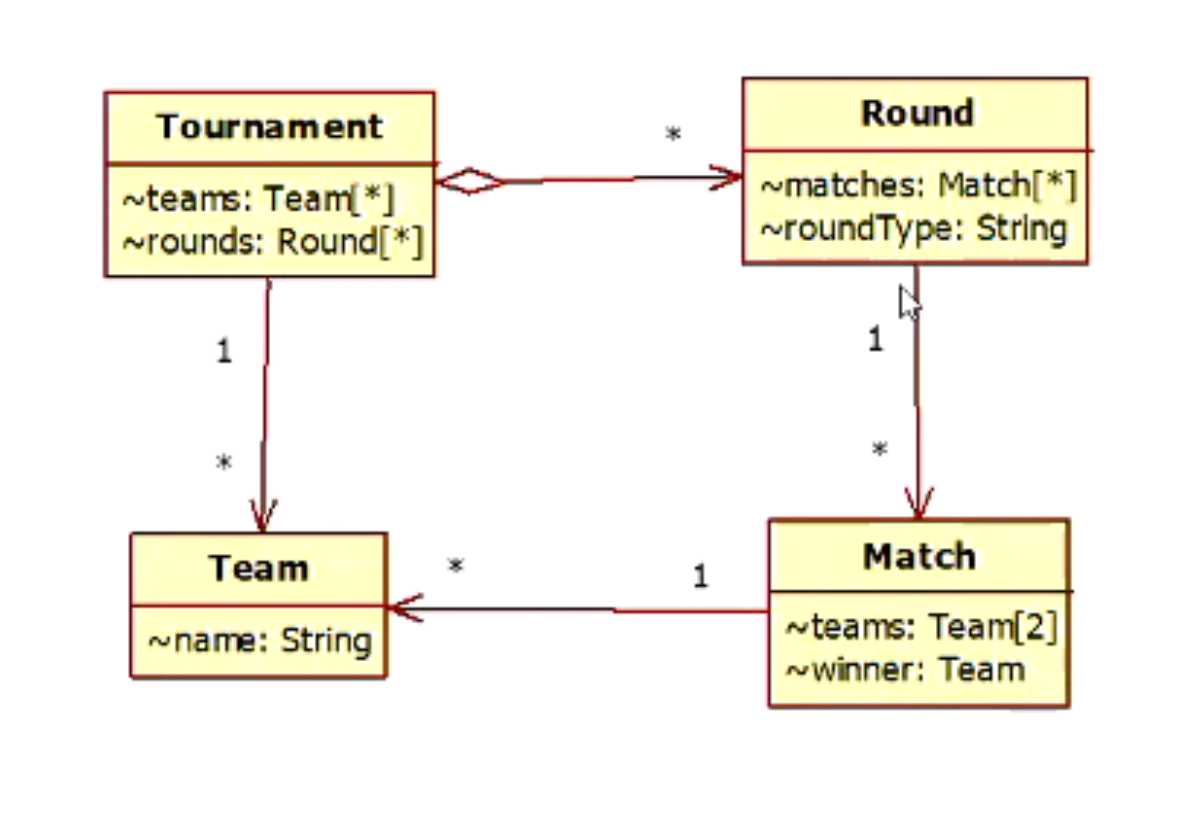 Tournament
~teams: Team[*]
~rounds: Round[*]
*
Round
~matches: Match[*]
~roundType: String
1
*
1
*
Team
~name: String
*
1
Match
~teams: Team[2]
~winner: Team